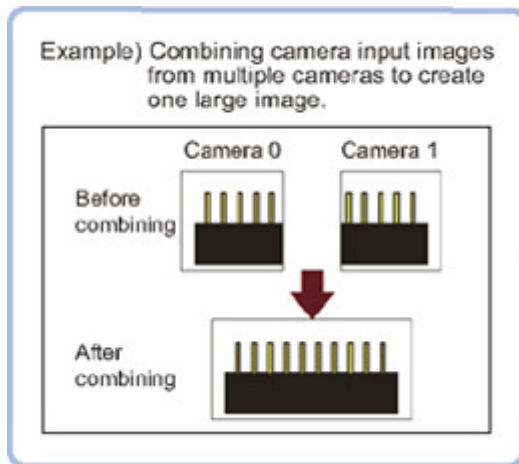 Example) Combining camera input images
from multiple cameras to create
one large image.
Camera 0 Camera 1
Before
combining
After
combining